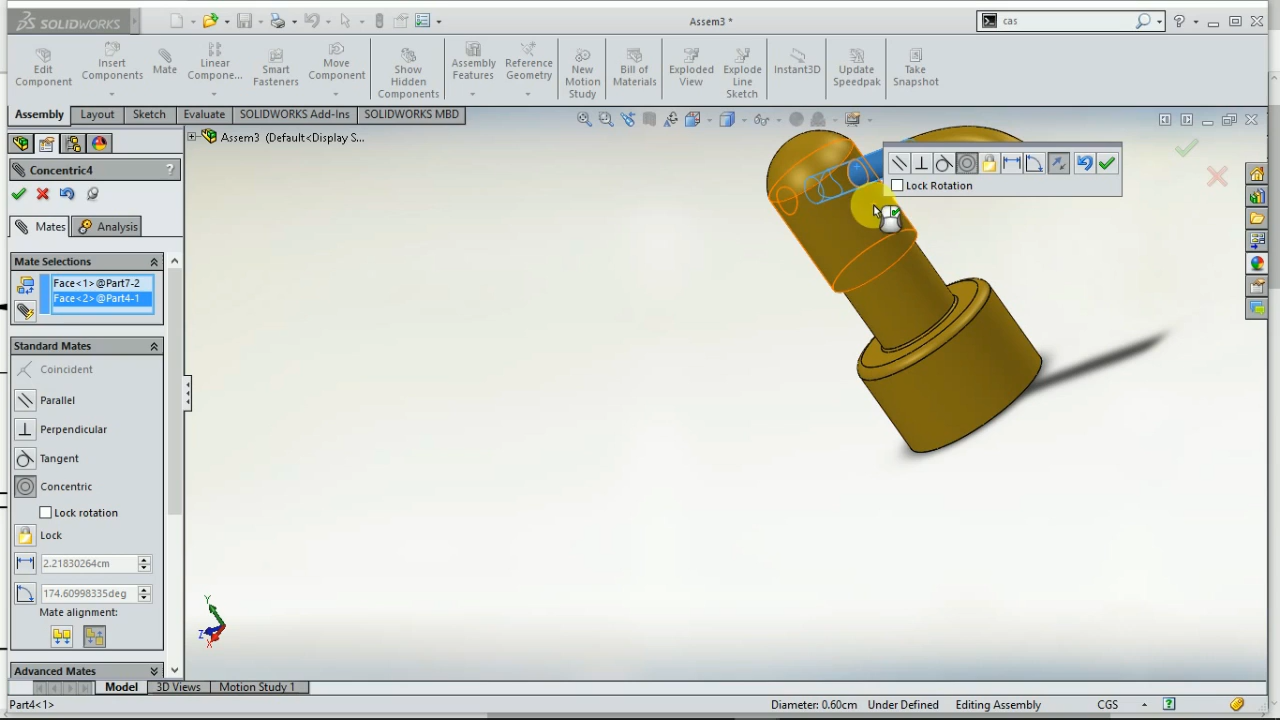 SOLIDWORKS
Assem3 *
cas
Edit Component
Insert Components
Mate
Linear Compone...
Smart Fasteners
Move Component
Show Hidden Components
Assembly Features
Reference Geometry
New Motion Study
Bill of Materials
Exploded View
Explode Line Sketch
Instant3D
Update Speedpak
Take Snapshot
Assembly
Layout
Sketch
Evaluate
SOLIDWORKS Add-Ins
SOLIDWORKS MBD
Assem3 (Default<Display S...
Concentric4
?
Mates
Analysis
Lock Rotation
Mate Selections
Face<1>@Part7-2
Face<2>@Part4-1
Standard Mates
Coincident
Parallel
Perpendicular
Tangent
Concentric
Lock rotation
Lock
2.21830264cm
174.60998335deg
Mate alignment:
Advanced Mates
Y
Z
X
Model
3D Views
Motion Study 1
Part4<1>
Diameter: 0.60cm
Under Defined
Editing Assembly
CGS
?